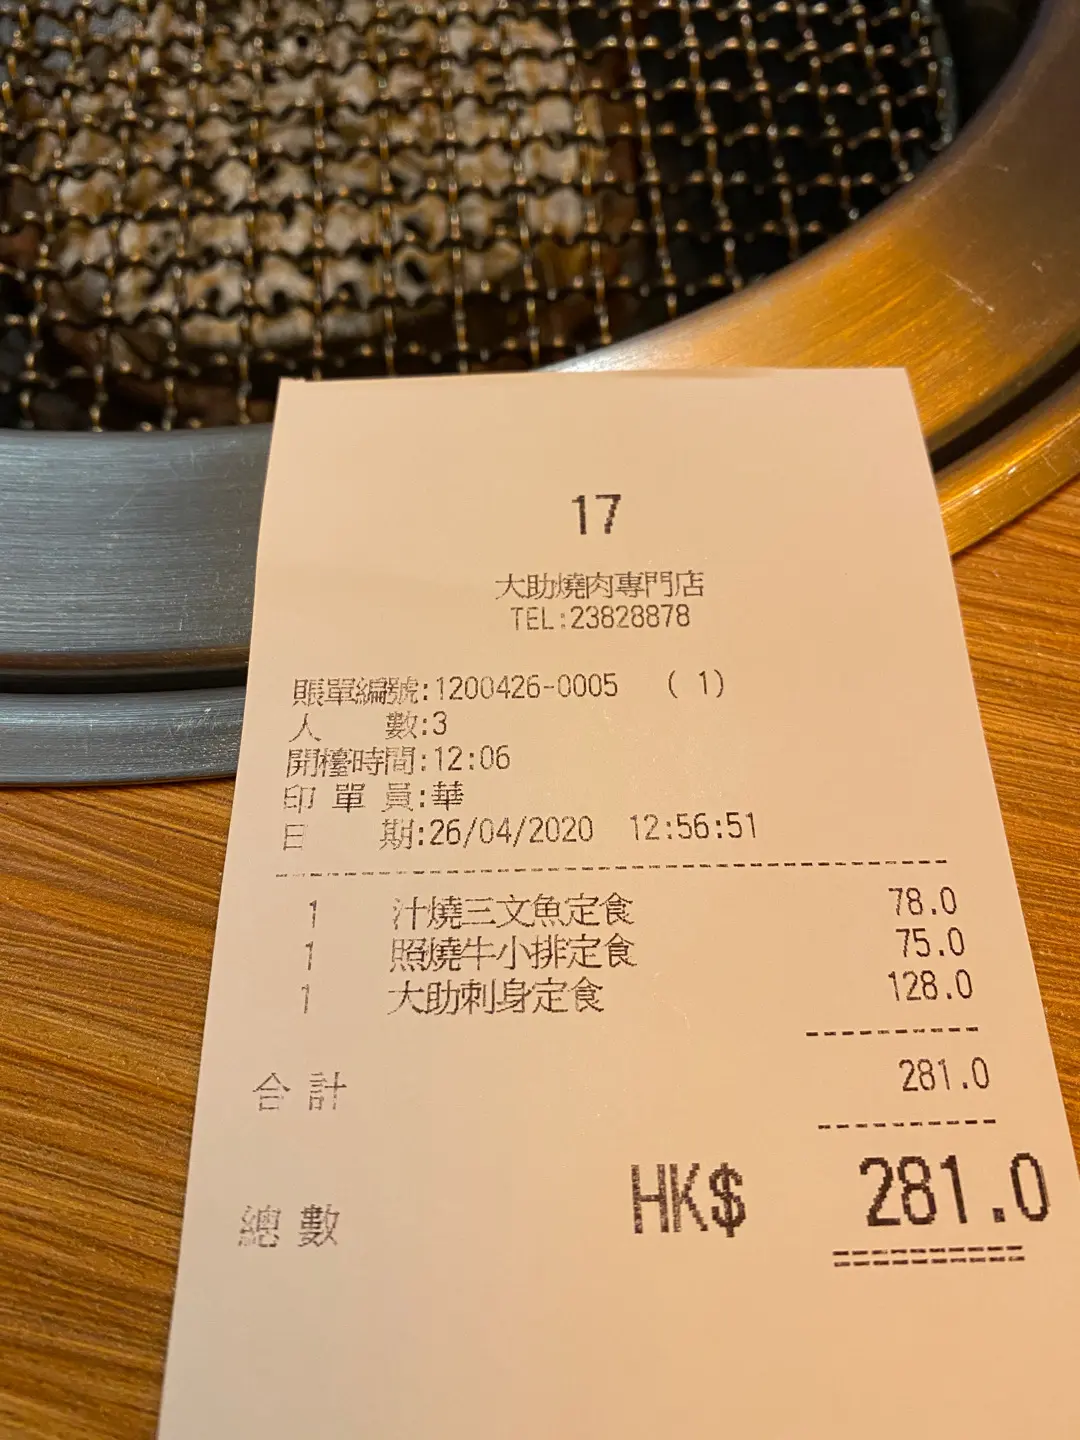 17
大助燒肉專門店
TEL:23828878
賬單編號:1200426-0005 ( 1)
人 數:3
開檯時間:12:06
印 單 員:華
日 期:26/04/2020 12:56:51
1 汁燒三文魚定食 78.0
1 照燒牛小排定食 75.0
1 大助刺身定食 128.0
合 計 281.0
總 數 HK$ 281.0